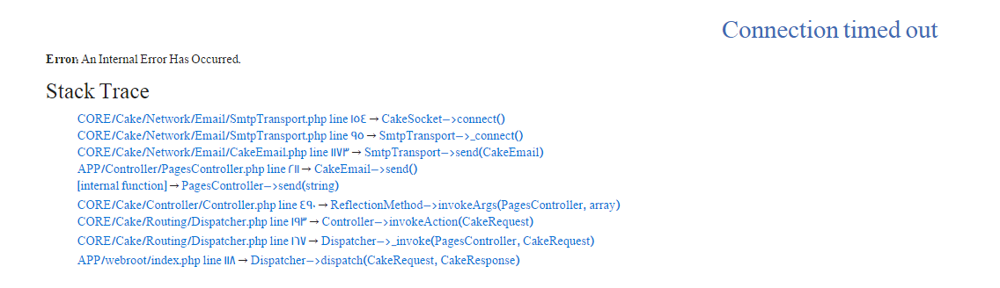 Connection timed out
Error: An Internal Error Has Occurred.
Stack Trace
CORE/Cake/Network/Email/SmtpTransport.php line ١٥٤ → CakeSocket->connect()
CORE/Cake/Network/Email/SmtpTransport.php line ٩٥ → SmtpTransport->_connect()
CORE/Cake/Network/Email/CakeEmail.php line ١١٧٣ → SmtpTransport->send(CakeEmail)
APP/Controller/PagesController.php line ٢١١ → CakeEmail->send()
[internal function] → PagesController->send(string)
CORE/Cake/Controller/Controller.php line ٤٩٠ → ReflectionMethod->invokeArgs(PagesController, array)
CORE/Cake/Routing/Dispatcher.php line ١٩٣ → Controller->invokeAction(CakeRequest)
CORE/Cake/Routing/Dispatcher.php line ١٦٧ → Dispatcher->_invoke(PagesController, CakeRequest)
APP/webroot/index.php line ١١٨ → Dispatcher->dispatch(CakeRequest, CakeResponse)